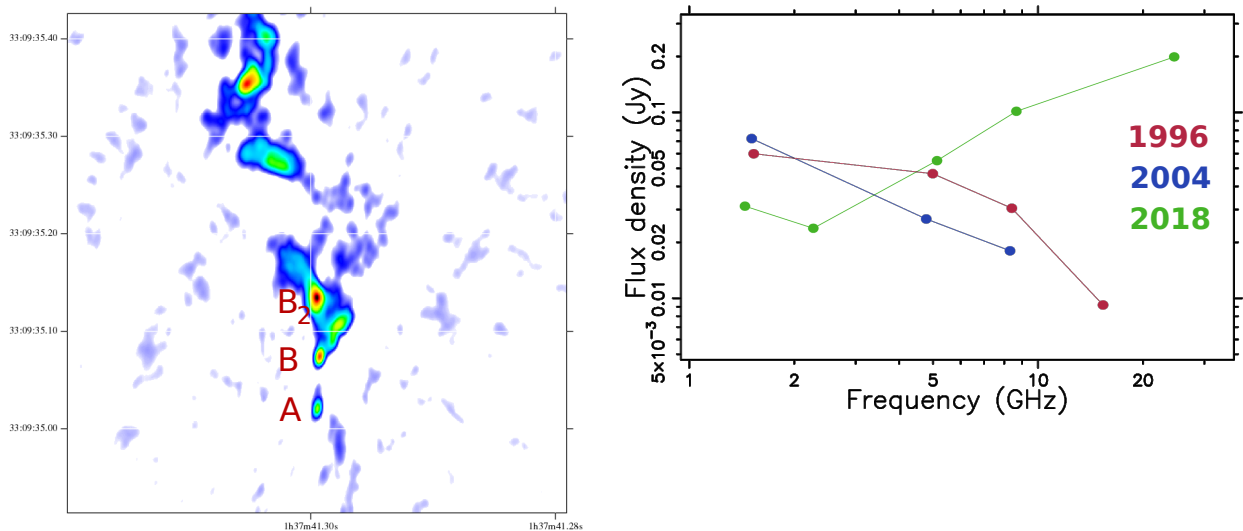 33:09:35.40
33:09:35.30
33:09:35.20
33:09:35.10
33:09:35.00
B₂
B
A
1h37m41.30s
1h37m41.28s
Flux density (Jy)
0.2
0.1
0.05
0.02
0.01
5×10⁻³
1996
2004
2018
1
2
5
10
20
Frequency (GHz)